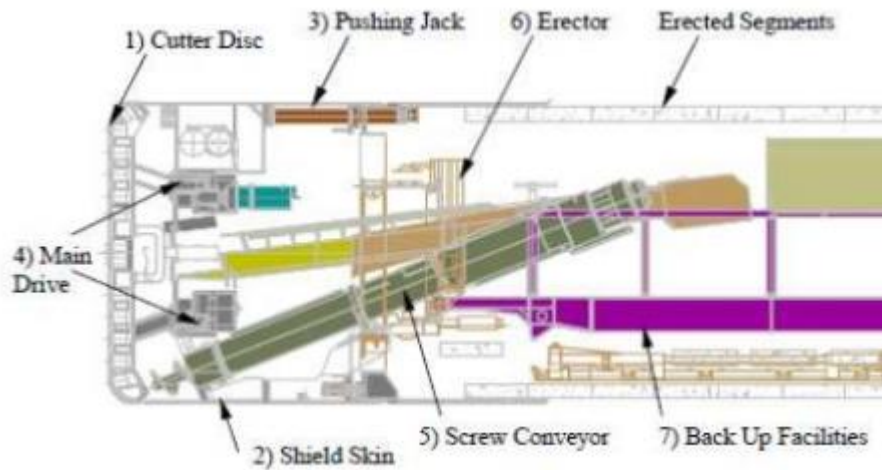 1) Cutter Disc
3) Pushing Jack
6) Erector
Erected Segments
4) Main
Drive
2) Shield Skin
5) Screw Conveyor
7) Back Up Facilities